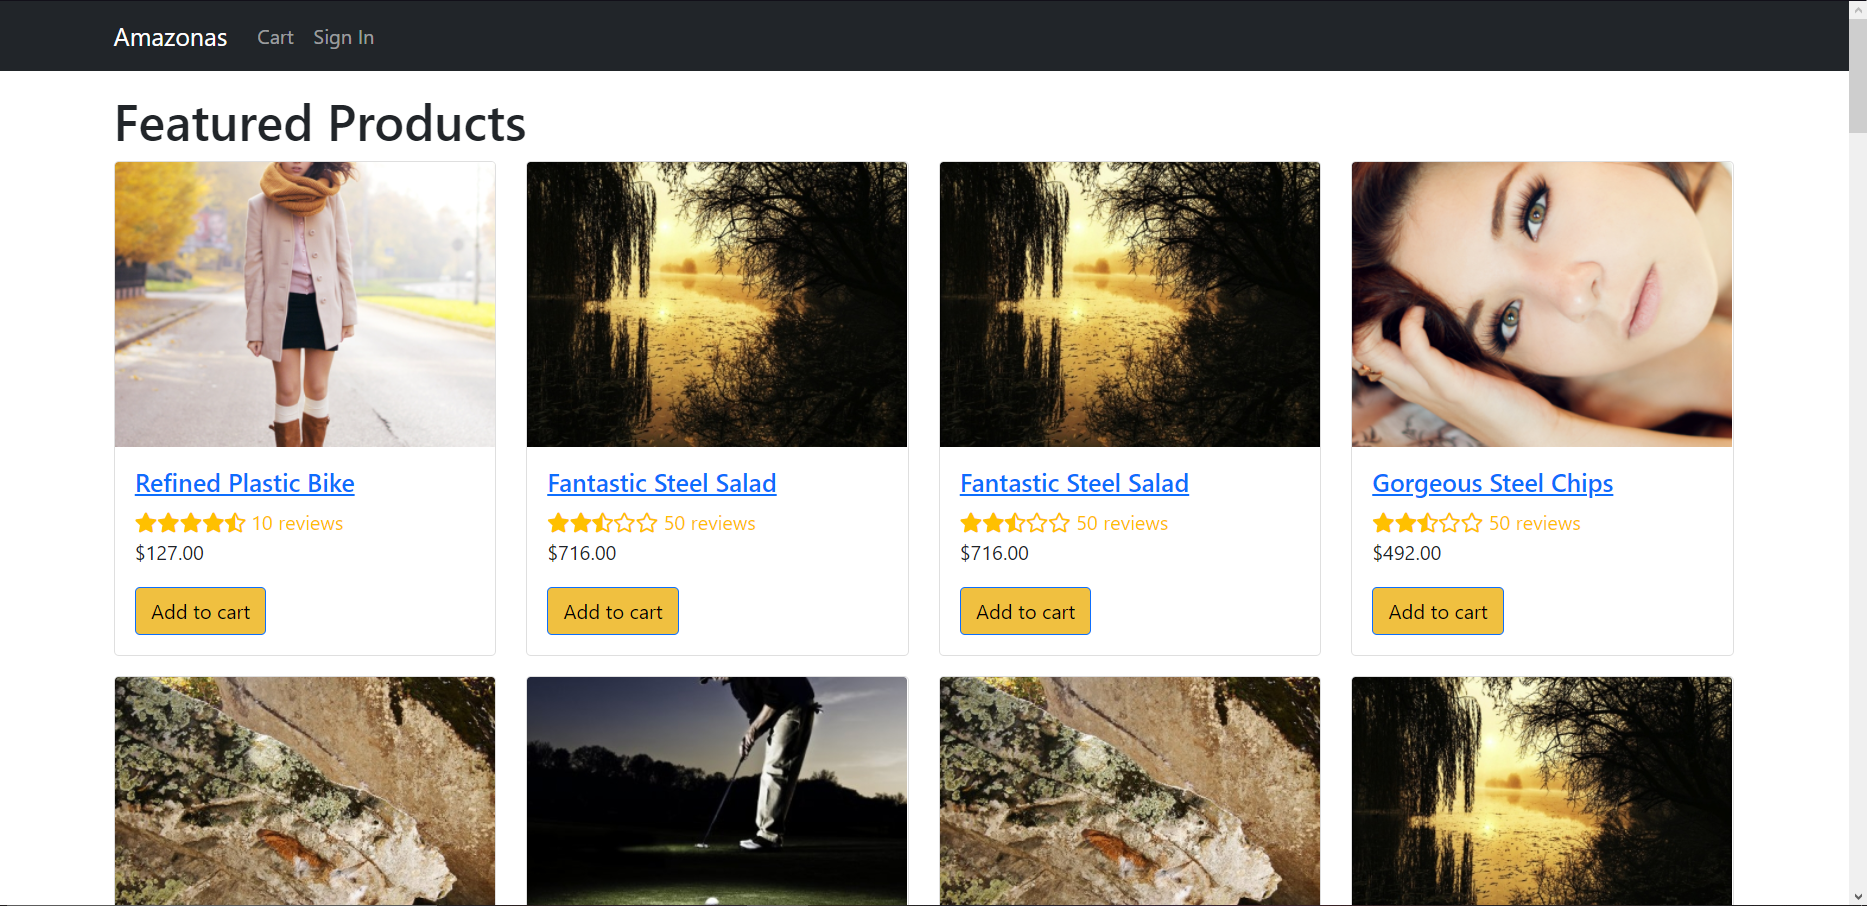 Amazonas Cart Sign In
Featured Products
Refined Plastic Bike
10 reviews
$127.00
Add to cart
Fantastic Steel Salad
50 reviews
$716.00
Add to cart
Fantastic Steel Salad
50 reviews
$716.00
Add to cart
Gorgeous Steel Chips
50 reviews
$492.00
Add to cart